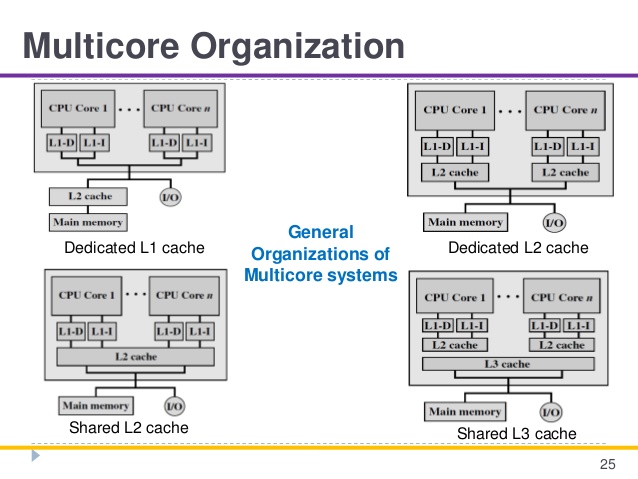 Multicore Organization
CPU Core 1 • • • CPU Core n
L1-D L1-I L1-D L1-I
L2 cache I/O
Main memory
Dedicated L1 cache
CPU Core 1 • • • CPU Core n
L1-D L1-I L1-D L1-I
L2 cache L2 cache
Main memory I/O
Dedicated L2 cache
General
Organizations of
Multicore systems
CPU Core 1 • • • CPU Core n
L1-D L1-I L1-D L1-I
L2 cache
Main memory I/O
Shared L2 cache
CPU Core 1 • • • CPU Core n
L1-D L1-I L1-D L1-I
L2 cache L2 cache
L3 cache
Main memory I/O
Shared L3 cache
25